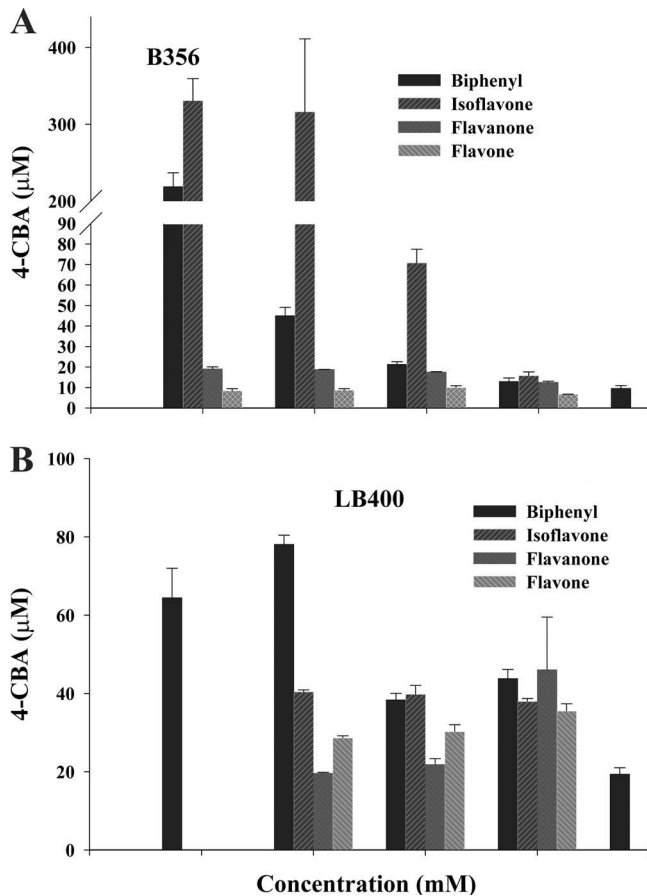 A
B356
Biphenyl
Isoflavone
Flavanone
Flavone
4-CBA (μM)
400
300
200
90
80
70
60
50
40
30
20
10
0
B
LB400
Biphenyl
Isoflavone
Flavanone
Flavone
4-CBA (μM)
100
80
60
40
20
0
Concentration (mM)